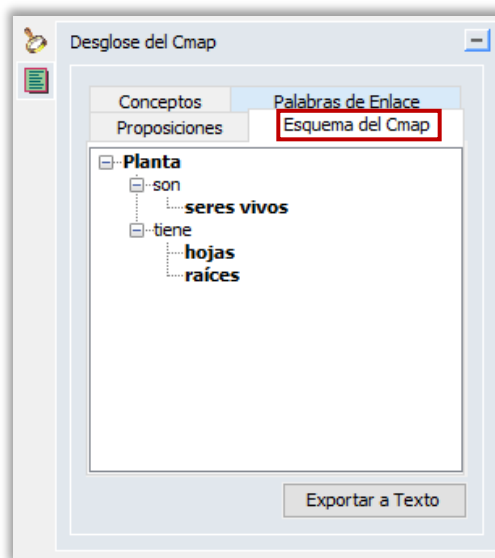 Desglose del Cmap
Conceptos Palabras de Enlace
Proposiciones Esquema del Cmap
Planta
son
seres vivos
tiene
hojas
raíces
Exportar a Texto